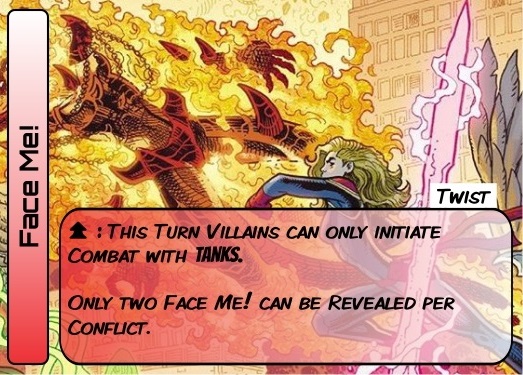 Face Me!
Twist
: This Turn Villains can only initiate
Combat with TANKS.
Only two Face Me! can be Revealed per
Conflict.